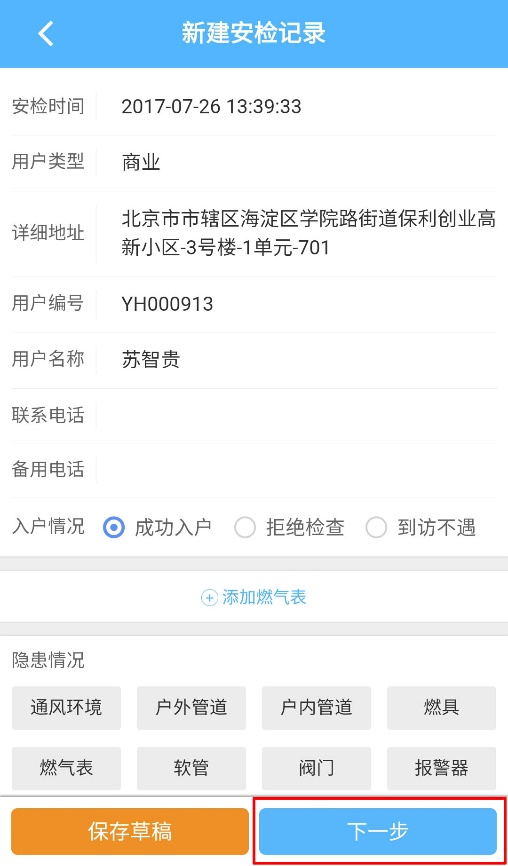 新建安检记录
安检时间 2017-07-26 13:39:33
用户类型 商业
详细地址 北京市市辖区海淀区学院路街道保利创业高
新小区-3号楼-1单元-701
用户编号 YH000913
用户名称 苏智贵
联系电话
备用电话
入户情况 成功入户 拒绝检查 到访不遇
添加燃气表
隐患情况
通风环境 户外管道 户内管道 燃具
燃气表 软管 阀门 报警器
保存草稿 下一步